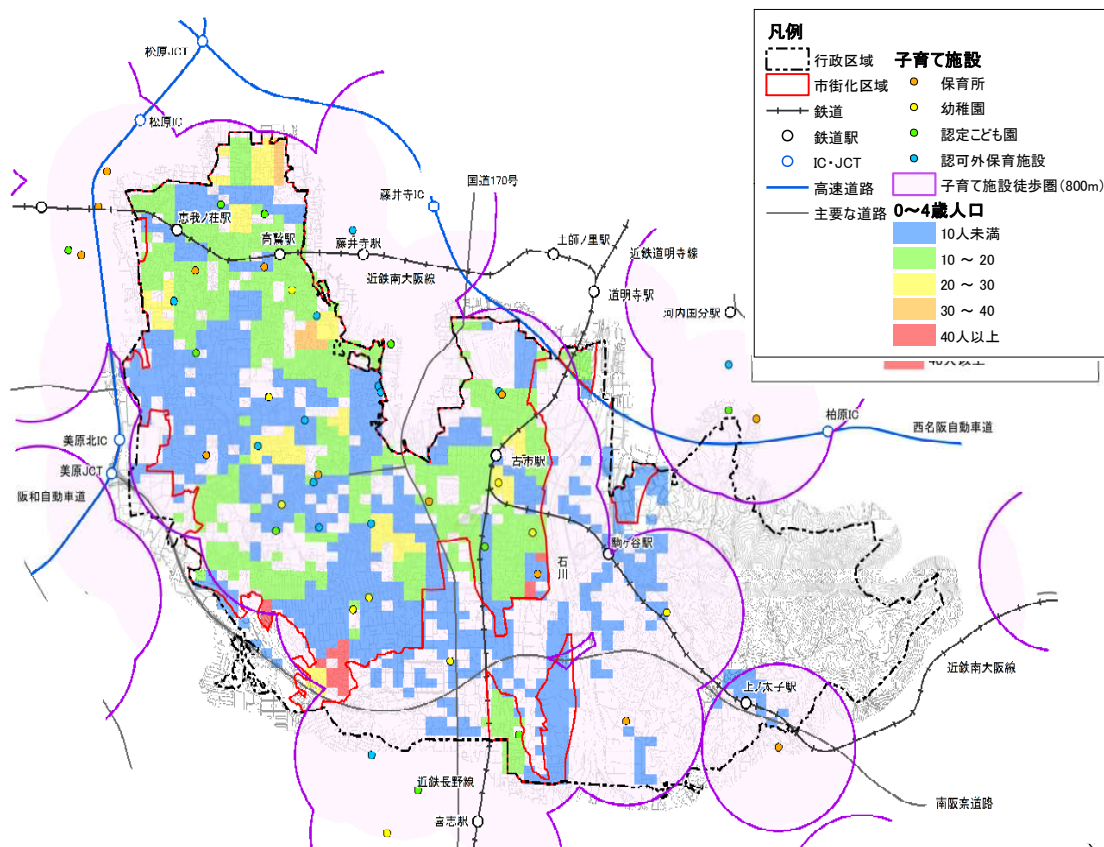 凡例
行政区域
市街化区域
鉄道
鉄道駅
IC・JCT
高速道路
主要な道路
子育て施設
保育所
幼稚園
認定こども園
認可外保育施設
子育て施設徒歩圏(800m)
0～4歳人口
10人未満
10 ～ 20
20 ～ 30
30 ～ 40
40人以上
40人以上
松原JCT
松原IC
藤井寺IC
国道170号
恵我ノ荘駅
高鷲駅
藤井寺駅
土師ノ里駅
近鉄道明寺線
近鉄南大阪線
道明寺駅
河内国分駅
柏原IC
西名阪自動車道
美原北IC
美原JCT
阪和自動車道
古市駅
石川
駒ヶ谷駅
上ノ太子駅
近鉄南大阪線
近鉄長野線
喜志駅
南阪奈道路